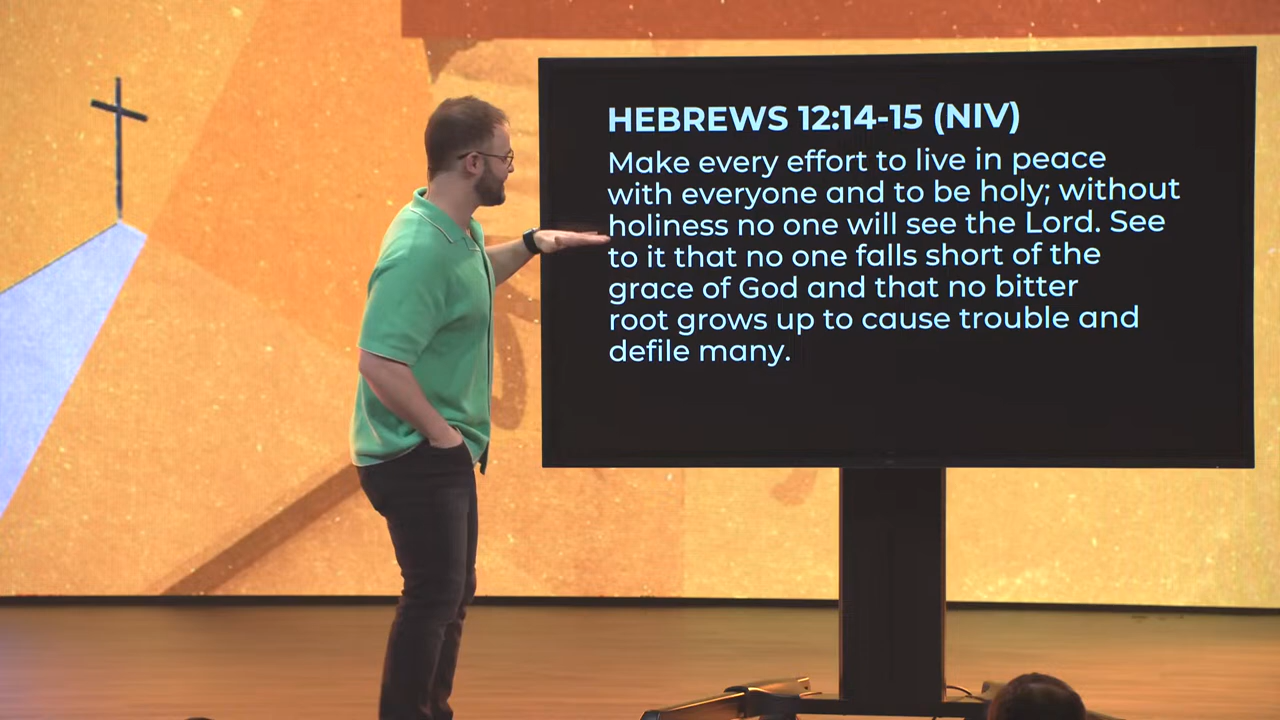 HEBREWS 12:14-15 (NIV)
Make every effort to live in peace
with everyone and to be holy; without
holiness no one will see the Lord. See
to it that no one falls short of the
grace of God and that no bitter
root grows up to cause trouble and
defile many.